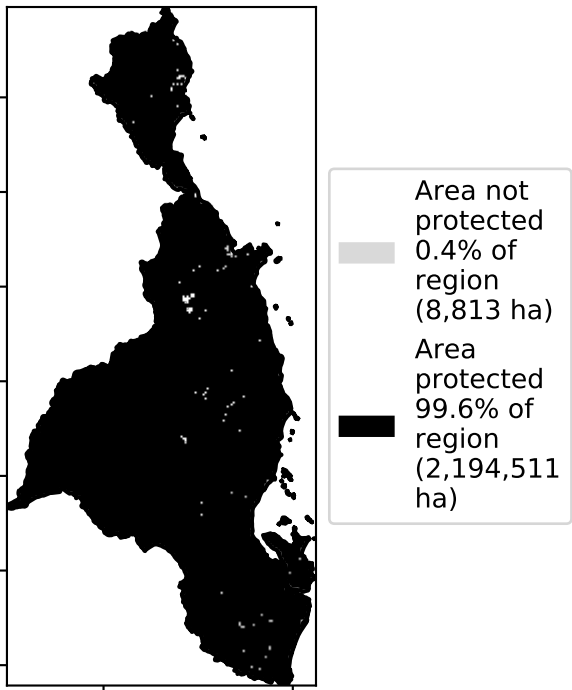 Area not
protected
0.4% of
region
(8,813 ha)
Area
protected
99.6% of
region
(2,194,511
ha)